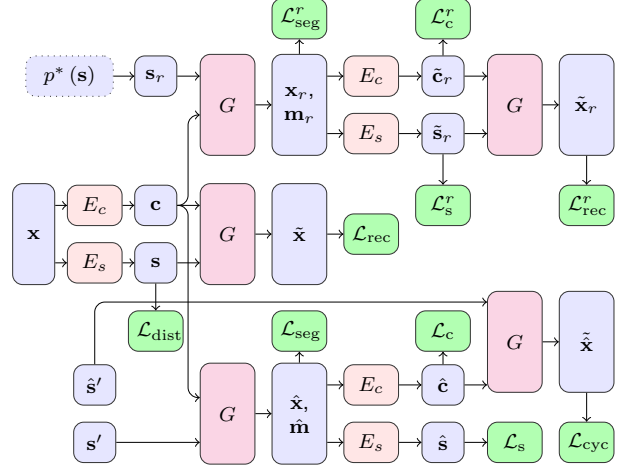 ℒ^r_seg
ℒ^r_c
p* (s)
s_r
G
x_r,
m_r
E_c
c̃_r
G
x̃_r
E_s
s̃_r
x
E_c
c
G
x̃
ℒ_rec
ℒ^r_s
ℒ^r_rec
E_s
s
ℒ_dist
ℒ_seg
ℒ_c
G
x̂̃
ŝ′
G
x̂,
m̂
E_c
ĉ
s′
E_s
ŝ
ℒ_s
ℒ_cyc